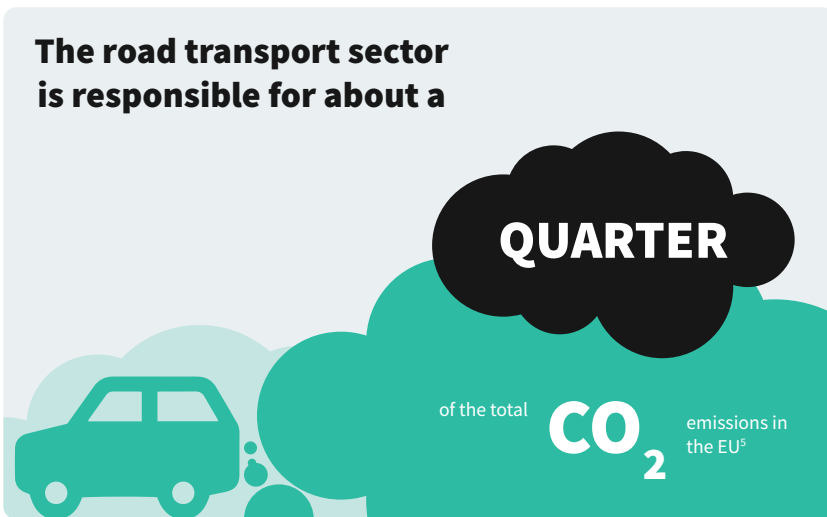 The road transport sector
is responsible for about a
QUARTER
of the total CO₂ emissions in
the EU⁵